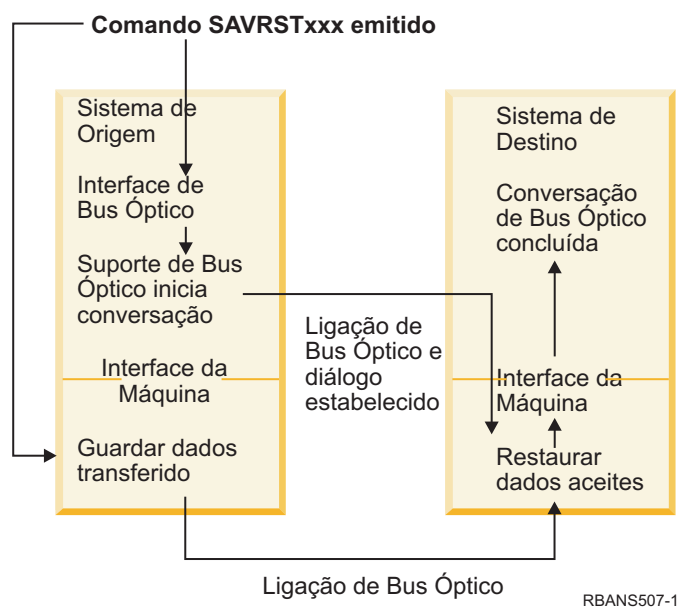 Comando SAVRSTxxx emitido
Sistema de
Origem
Interface de
Bus Óptico
Suporte de Bus
Óptico inicia
conversação
Interface da
Máquina
Guardar dados
transferido
Ligação de
Bus Óptico e
diálogo
estabelecido
Sistema de
Destino
Conversação
de Bus Óptico
concluída
Interface da
Máquina
Restaurar
dados aceites
Ligação de Bus Óptico
RBANS507-1